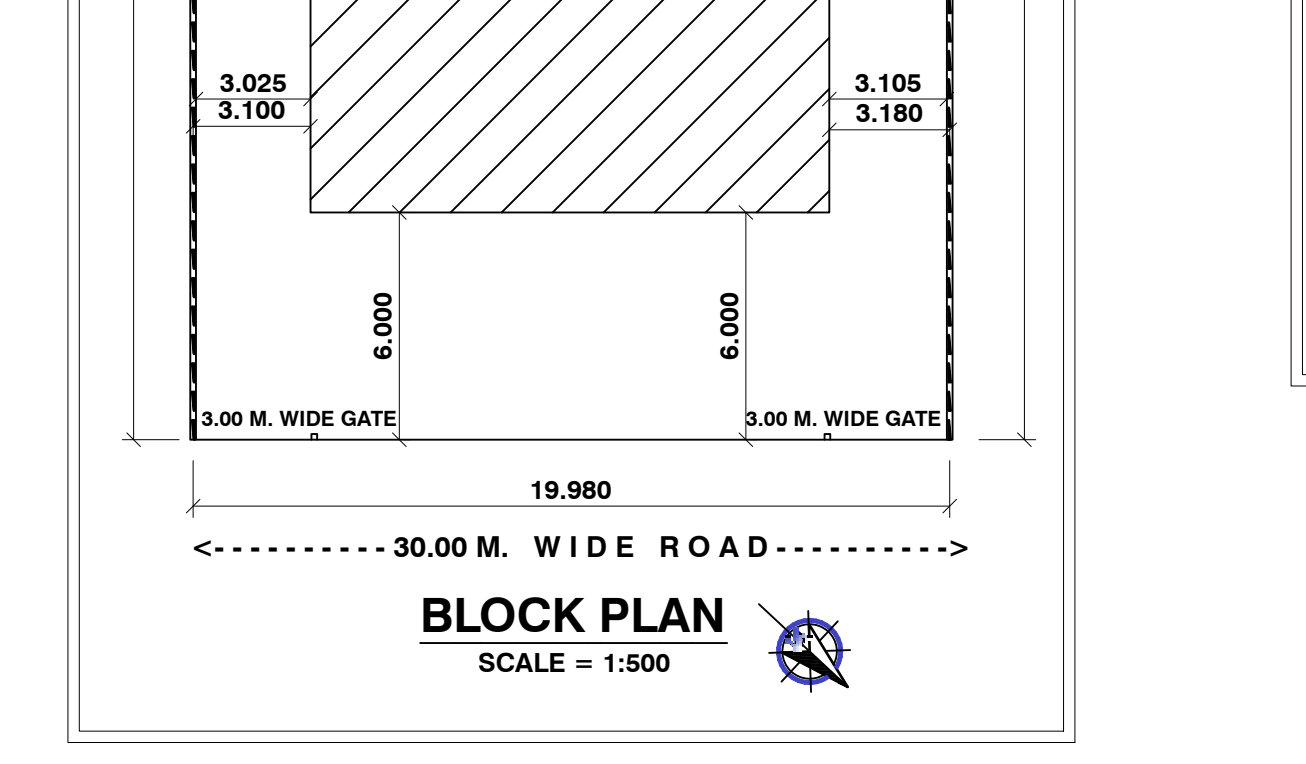 3.025
3.105
3.100
3.180
6.000
6.000
3.00 M. WIDE GATE
3.00 M. WIDE GATE
19.980
<----------30.00 M. WIDE ROAD---------->
BLOCK PLAN
SCALE = 1:500